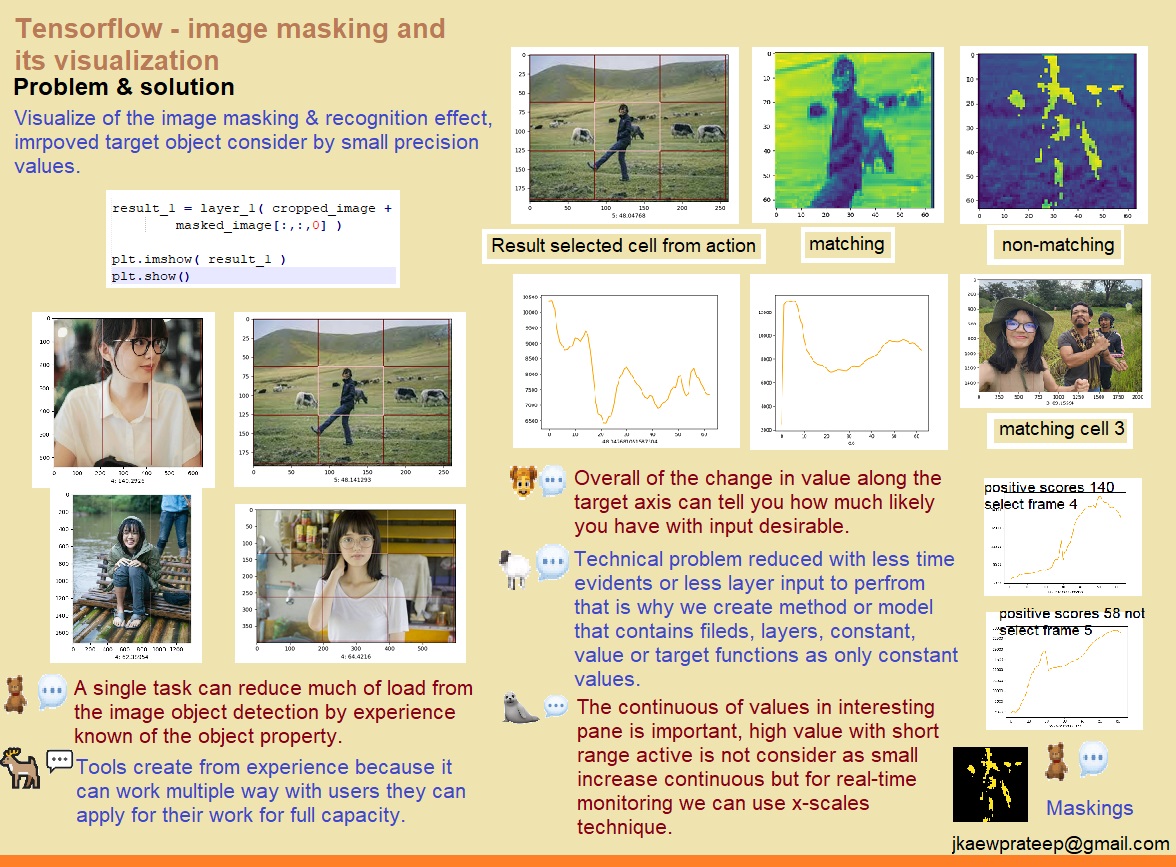 Tensorflow - image masking and
its visualization
Problem & solution
Visualize of the image masking & recognition effect,
imrpoved target object consider by small precision
values.
result_1 = layer_1( cropped_image +
masked_image[:,:,0] )
plt.imshow( result_1 )
plt.show()
5: 48.04768
Result selected cell from action
matching
non-matching
4: 140.2926
5: 48.141293
4: 64.4216
matching cell 3
positive scores 140
select frame 4
positive scores 58 not
select frame 5
A single task can reduce much of load from
the image object detection by experience
known of the object property.
Tools create from experience because it
can work multiple way with users they can
apply for their work for full capacity.
Overall of the change in value along the
target axis can tell you how much likely
you have with input desirable.
Technical problem reduced with less time
evidents or less layer input to perfrom
that is why we create method or model
that contains fileds, layers, constant,
value or target functions as only constant
values.
The continuous of values in interesting
pane is important, high value with short
range active is not consider as small
increase continuous but for real-time
monitoring we can use x-scales
technique.
Maskings
jkaewprateep@gmail.com